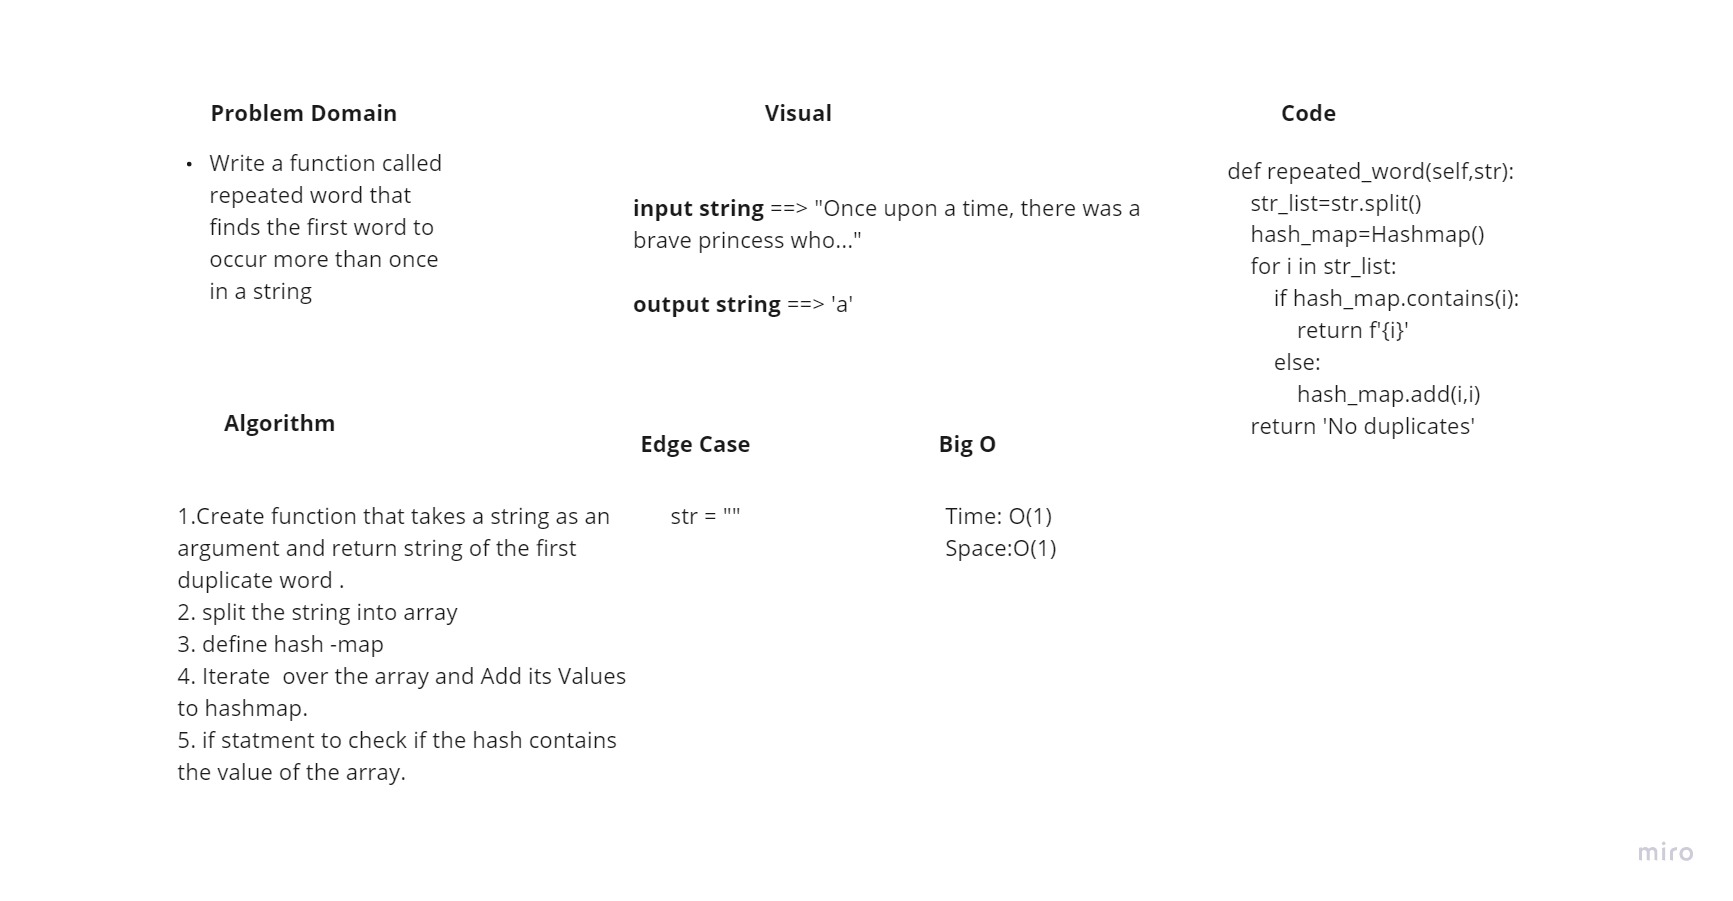 Problem Domain
• Write a function called
repeated word that
finds the first word to
occur more than once
in a string
Visual
input string ==> "Once upon a time, there was a
brave princess who..."
output string ==> 'a'
Code
def repeated_word(self,str):
    str_list=str.split()
    hash_map=Hashmap()
    for i in str_list:
        if hash_map.contains(i):
            return f'{i}'
        else:
            hash_map.add(i,i)
    return 'No duplicates'
Algorithm
1.Create function that takes a string as an
argument and return string of the first
duplicate word .
2. split the string into array
3. define hash -map
4. Iterate  over the array and Add its Values
to hashmap.
5. if statment to check if the hash contains
the value of the array.
Edge Case
str = ""
Big O
Time: O(1)
Space:O(1)
miro